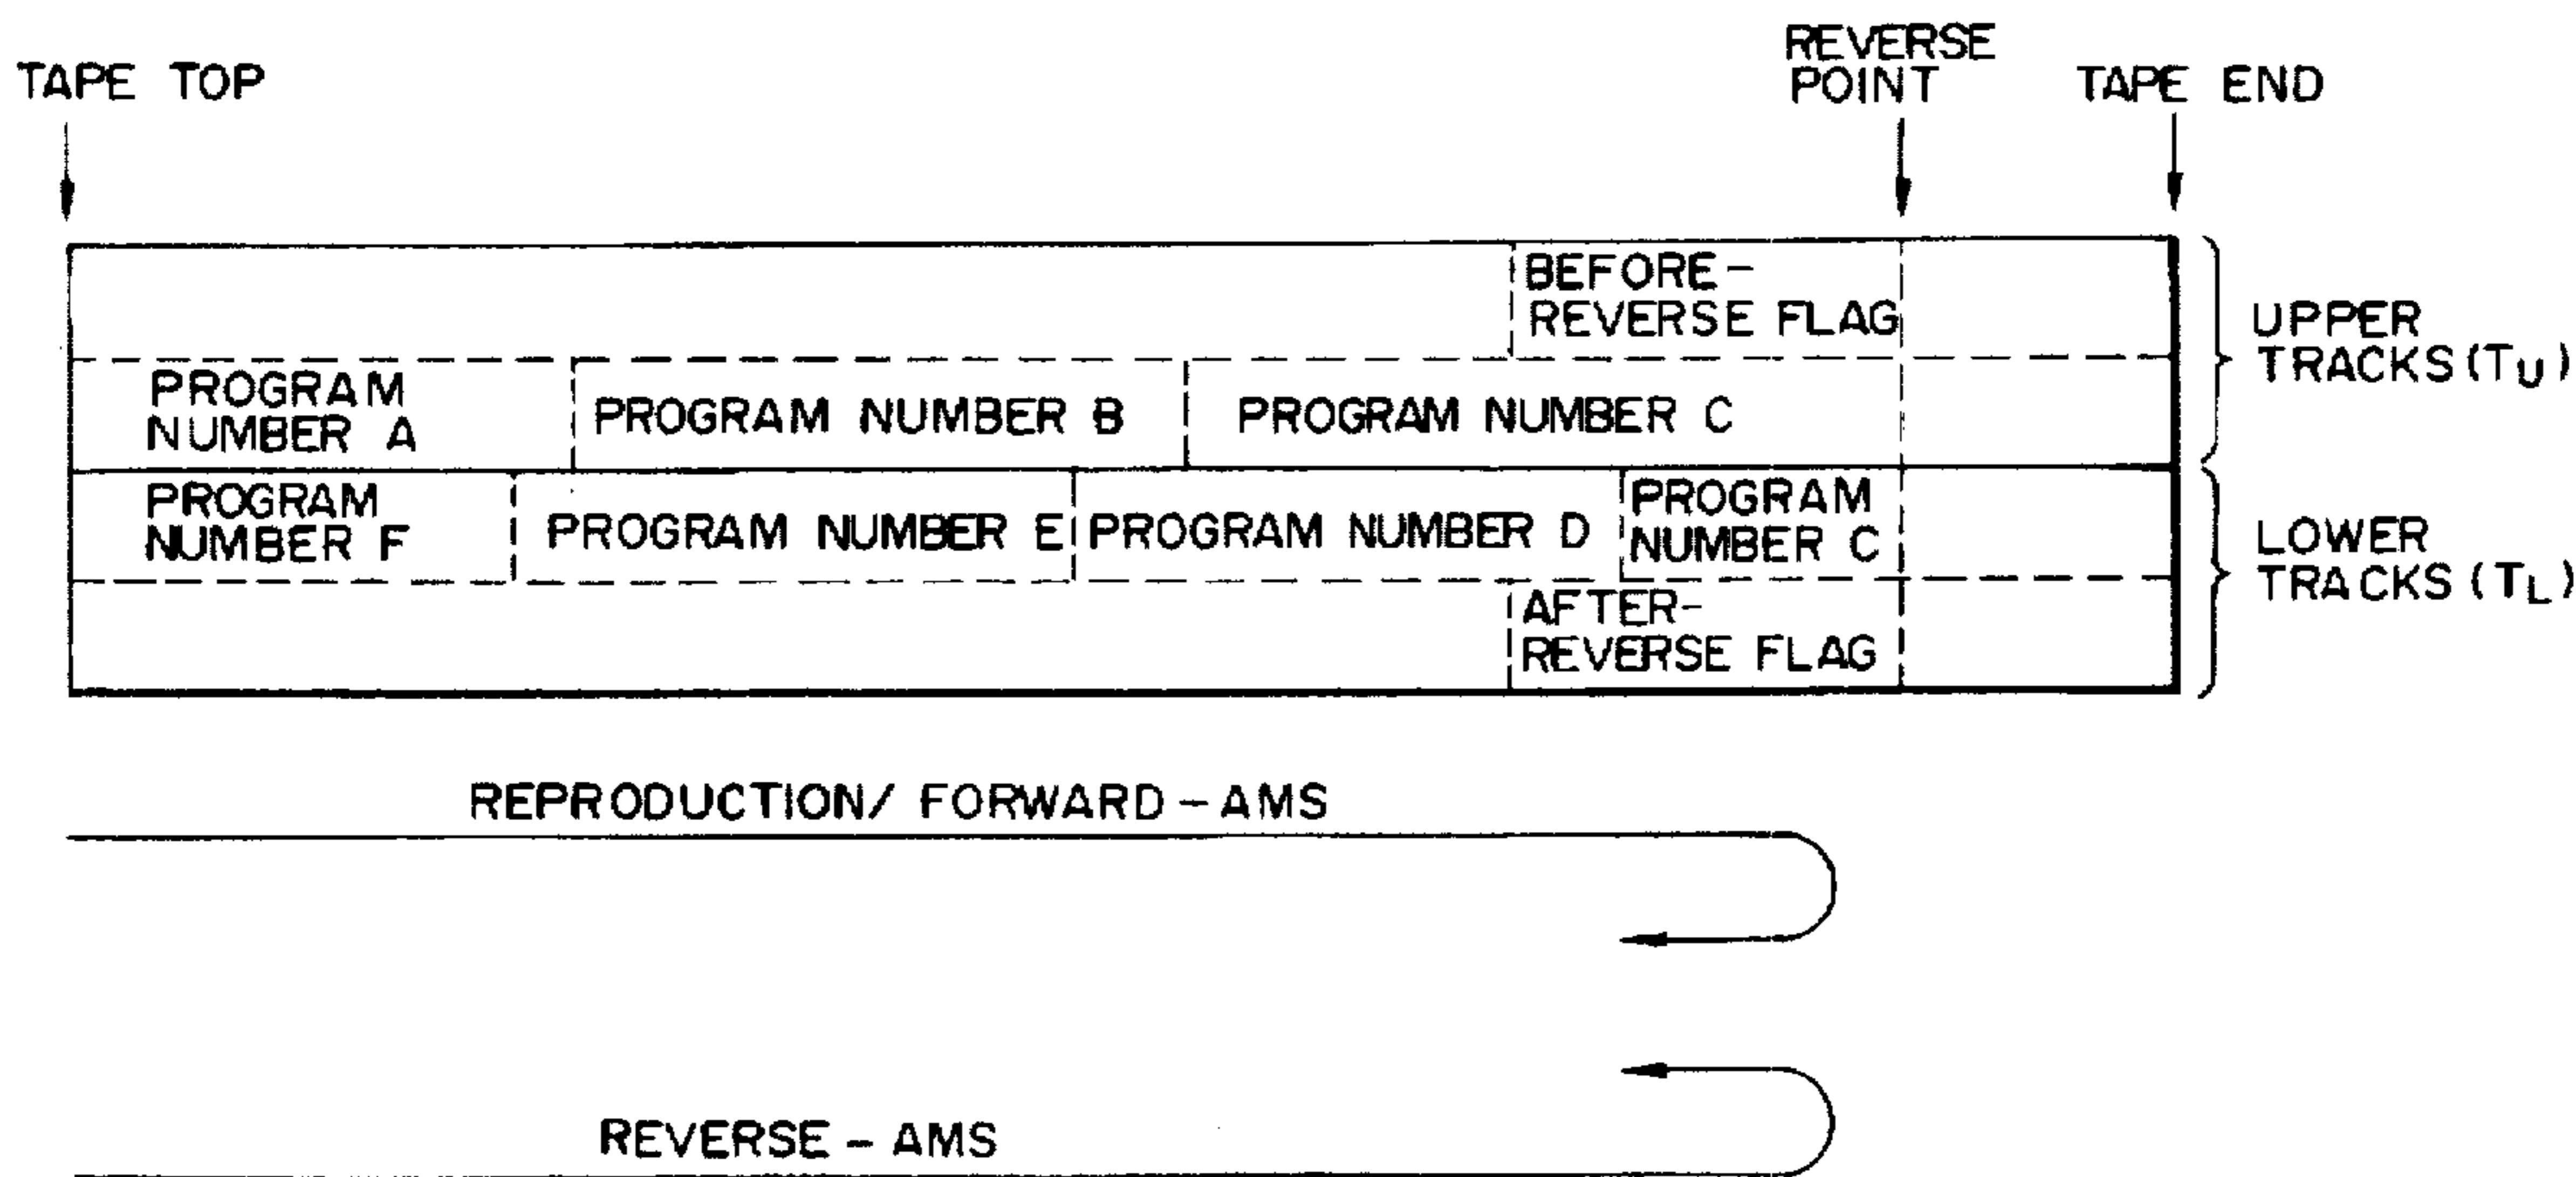 TAPE TOP
REVERSE
POINT
TAPE END
BEFORE-
REVERSE FLAG
UPPER
TRACKS (TU)
PROGRAM
NUMBER A
PROGRAM NUMBER B
PROGRAM NUMBER C
PROGRAM
NUMBER F
PROGRAM NUMBER E
PROGRAM NUMBER D
PROGRAM
NUMBER C
LOWER
TRACKS (TL)
AFTER-
REVERSE FLAG
REPRODUCTION/ FORWARD-AMS
REVERSE-AMS